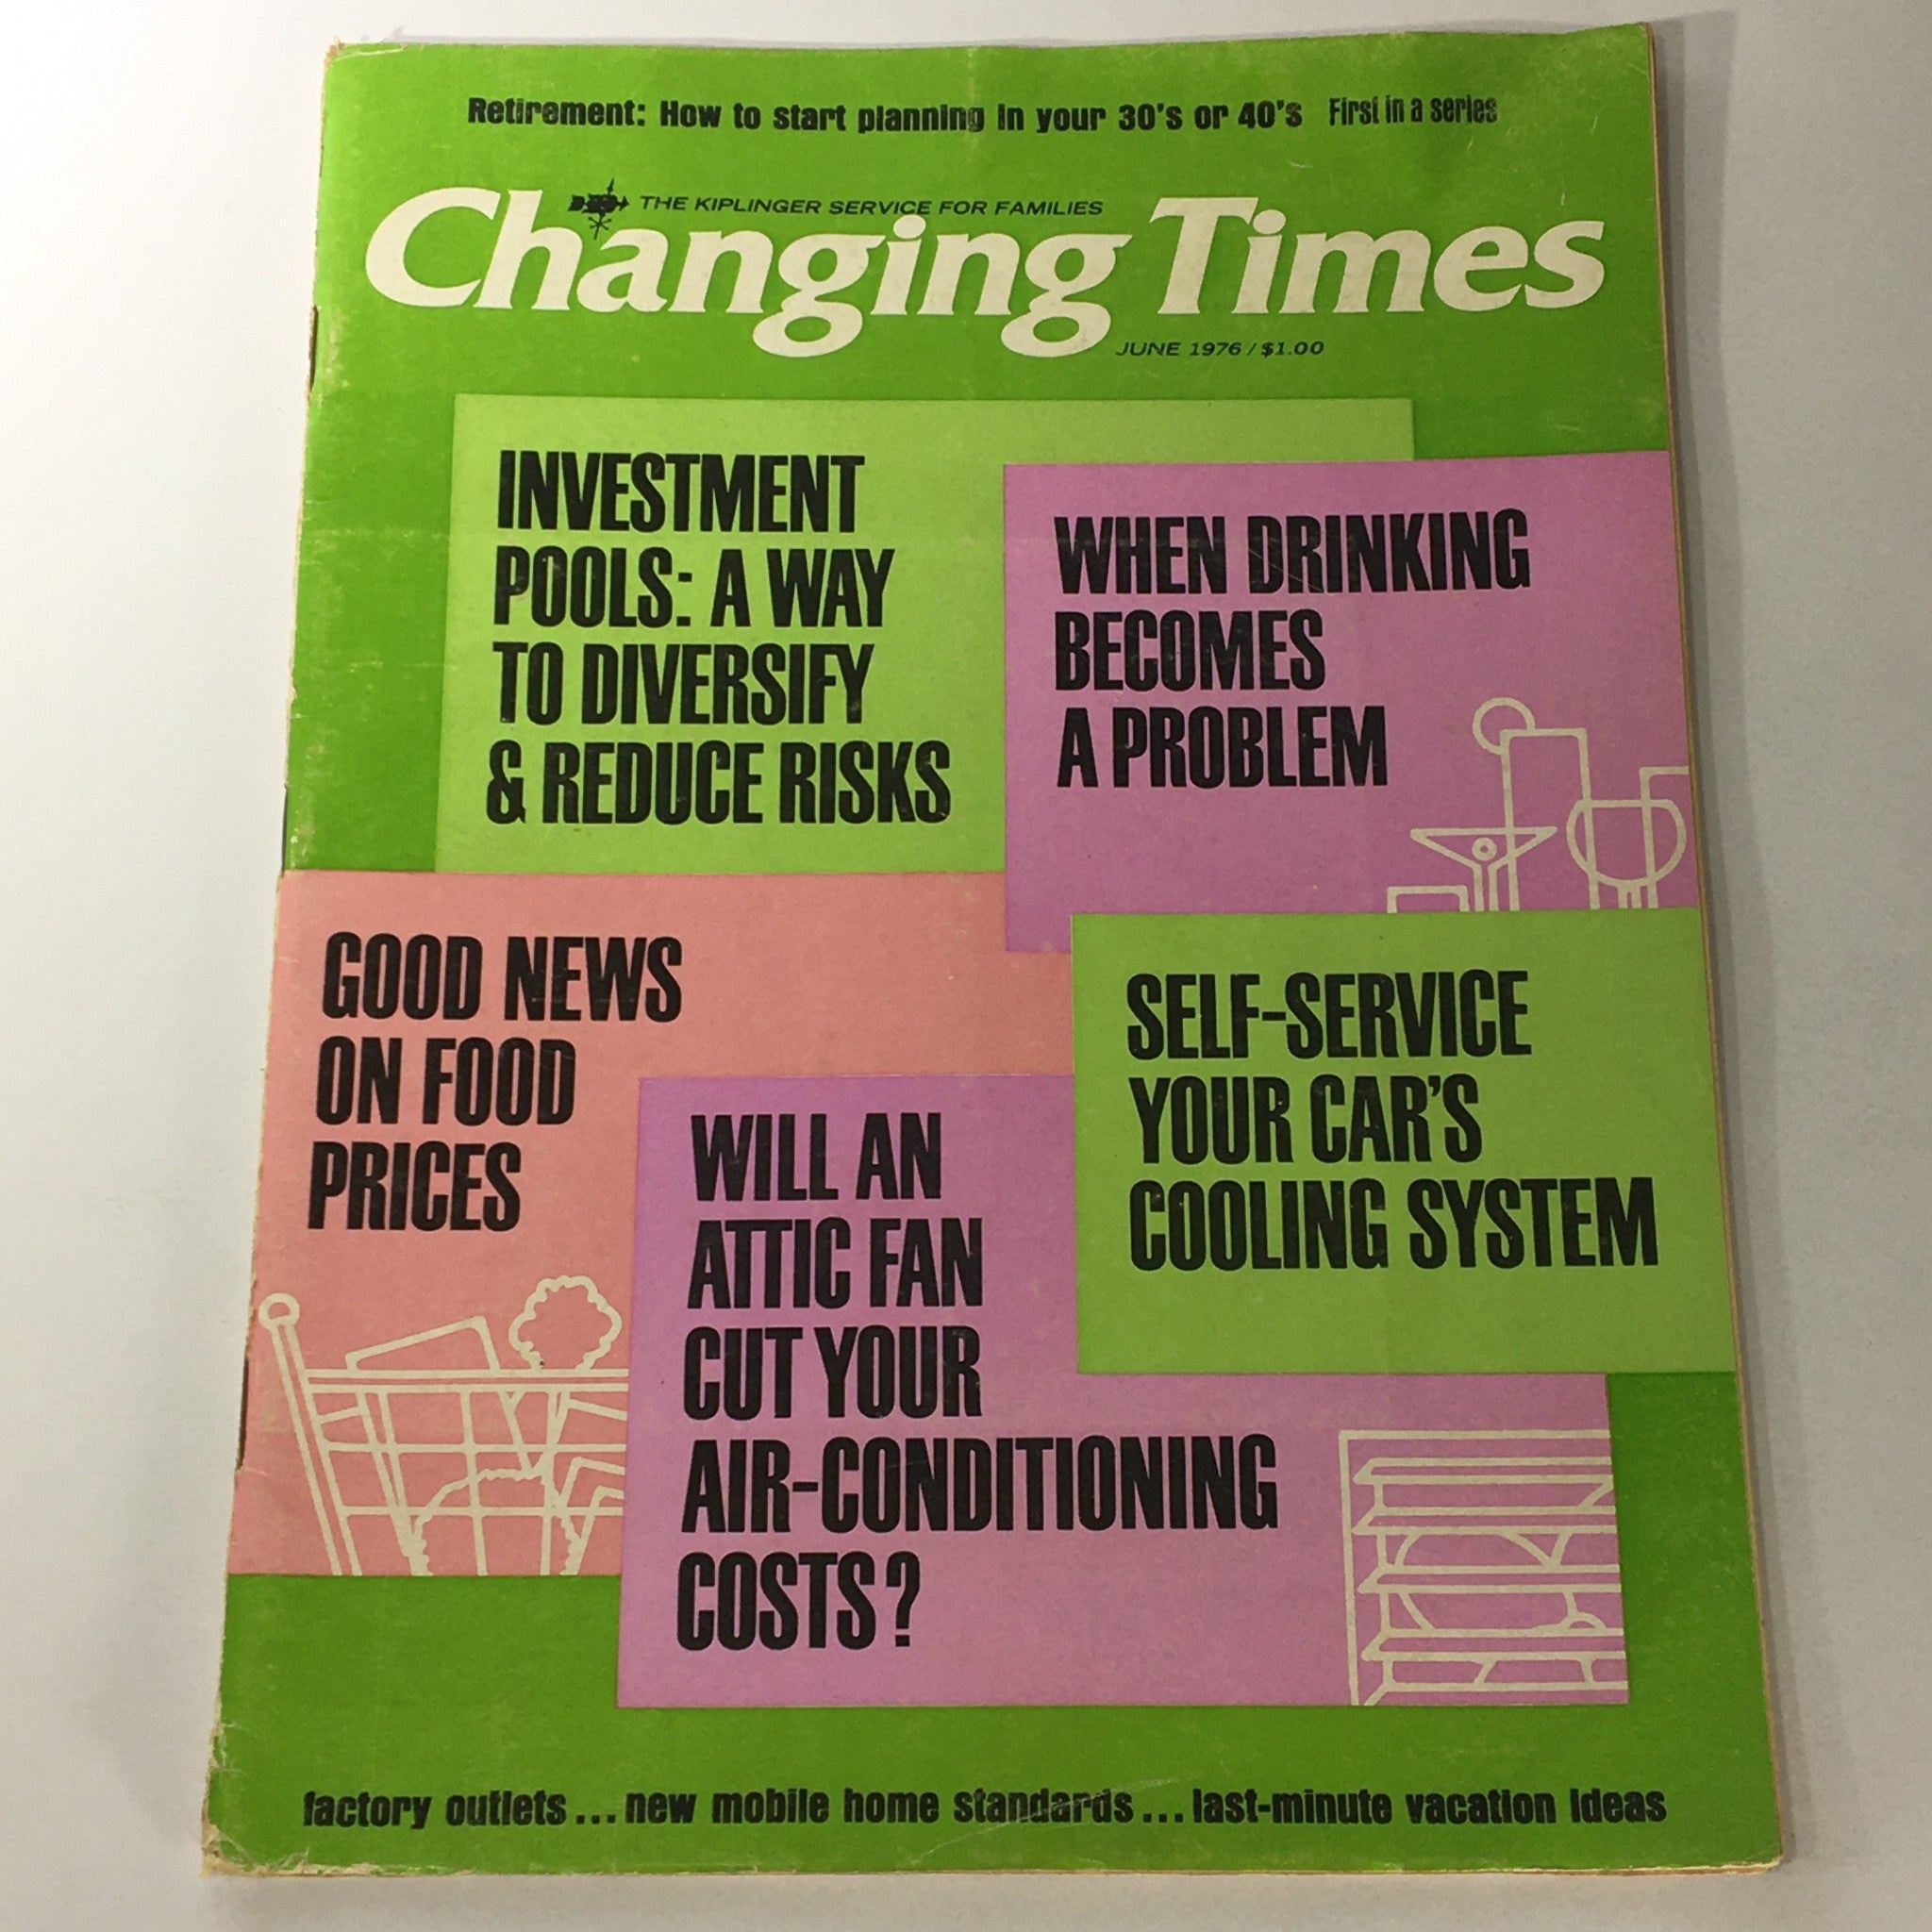 Retirement: How to start planning in your 30's or 40's First in a series
THE KIPLINGER SERVICE FOR FAMILIES
Changing Times
JUNE 1976 / $1.00
INVESTMENT
POOLS: A WAY
TO DIVERSIFY
& REDUCE RISKS
WHEN DRINKING
BECOMES
A PROBLEM
GOOD NEWS
ON FOOD
PRICES
SELF-SERVICE
YOUR CAR'S
COOLING SYSTEM
WILL AN
ATTIC FAN
CUT YOUR
AIR-CONDITIONING
COSTS?
factory outlets... new mobile home standards... last-minute vacation ideas